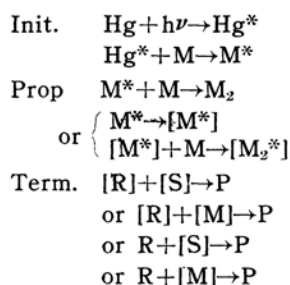 Init. Hg+hν→Hg*
Hg*+M→M*
Prop M*+M→M₂
or { M*→[M*]
[M*]+M→[M₂*]
Term. [R]+[S]→P
or [R]+[M]→P
or R+[S]→P
or R+[M]→P